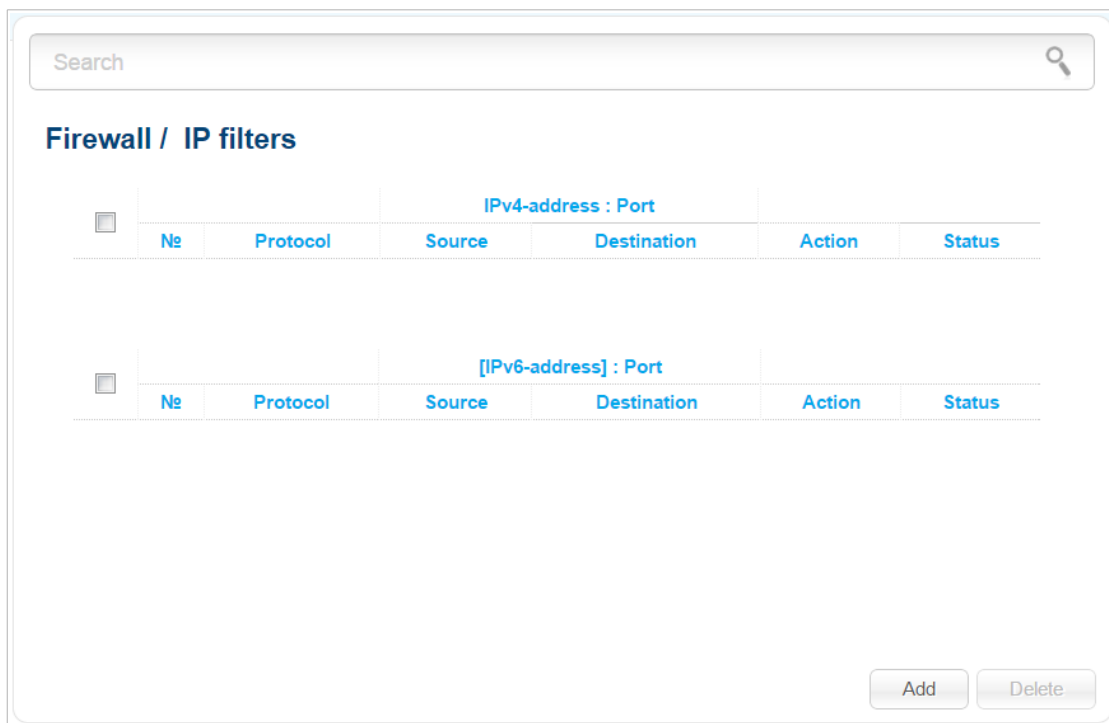 Search
Firewall /  IP filters
IPv4-address : Port
№ Protocol Source Destination Action Status
[IPv6-address] : Port
№ Protocol Source Destination Action Status
Add Delete